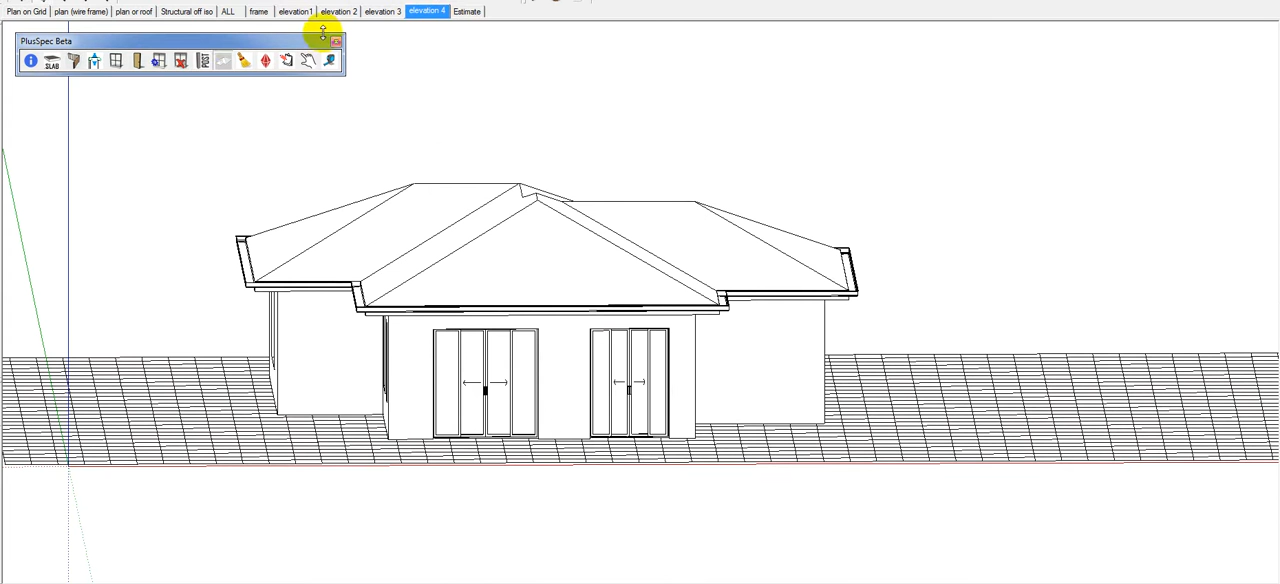 Plan on Grid plan (wire frame) plan or roof Structural off iso ALL frame elevation1 elevation 2 elevation 3 elevation 4 Estimate
PlusSpec Beta
SLAB POST